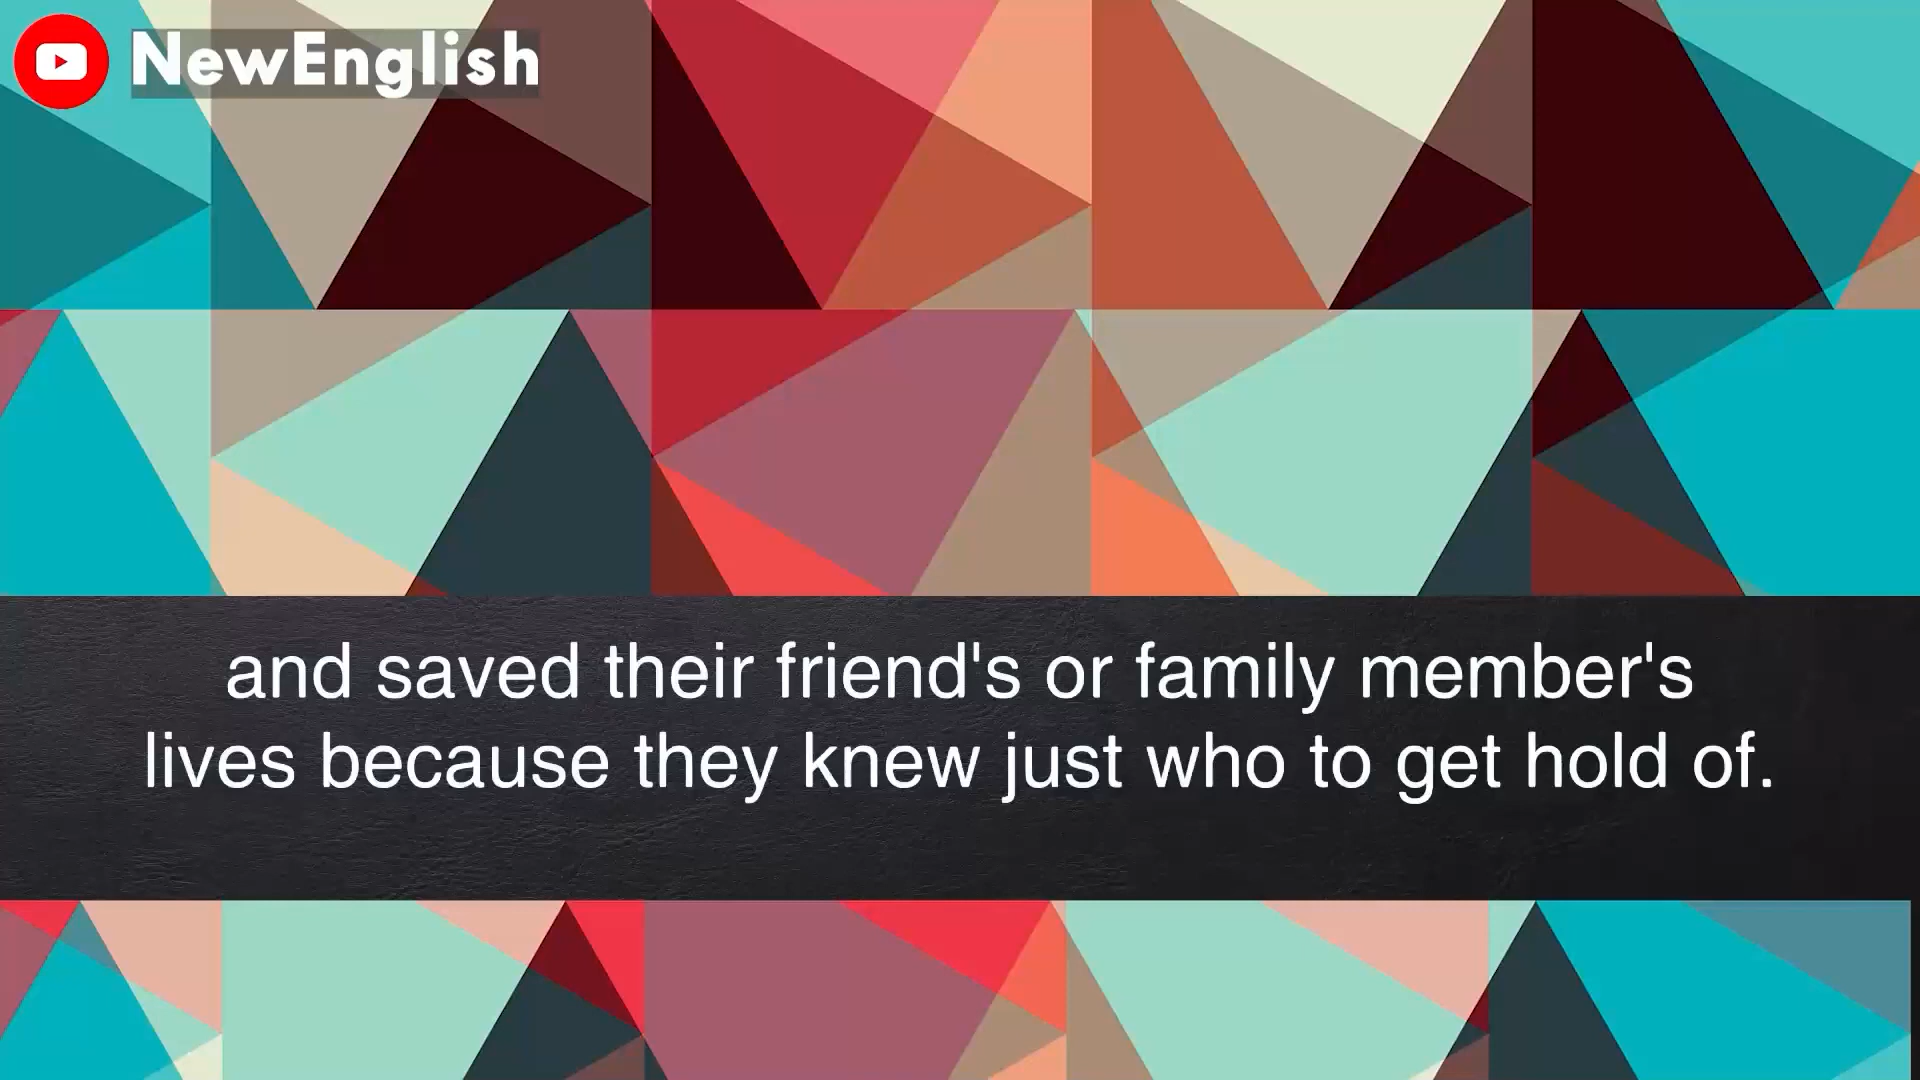 NewEnglish
and saved their friend's or family member's
lives because they knew just who to get hold of.